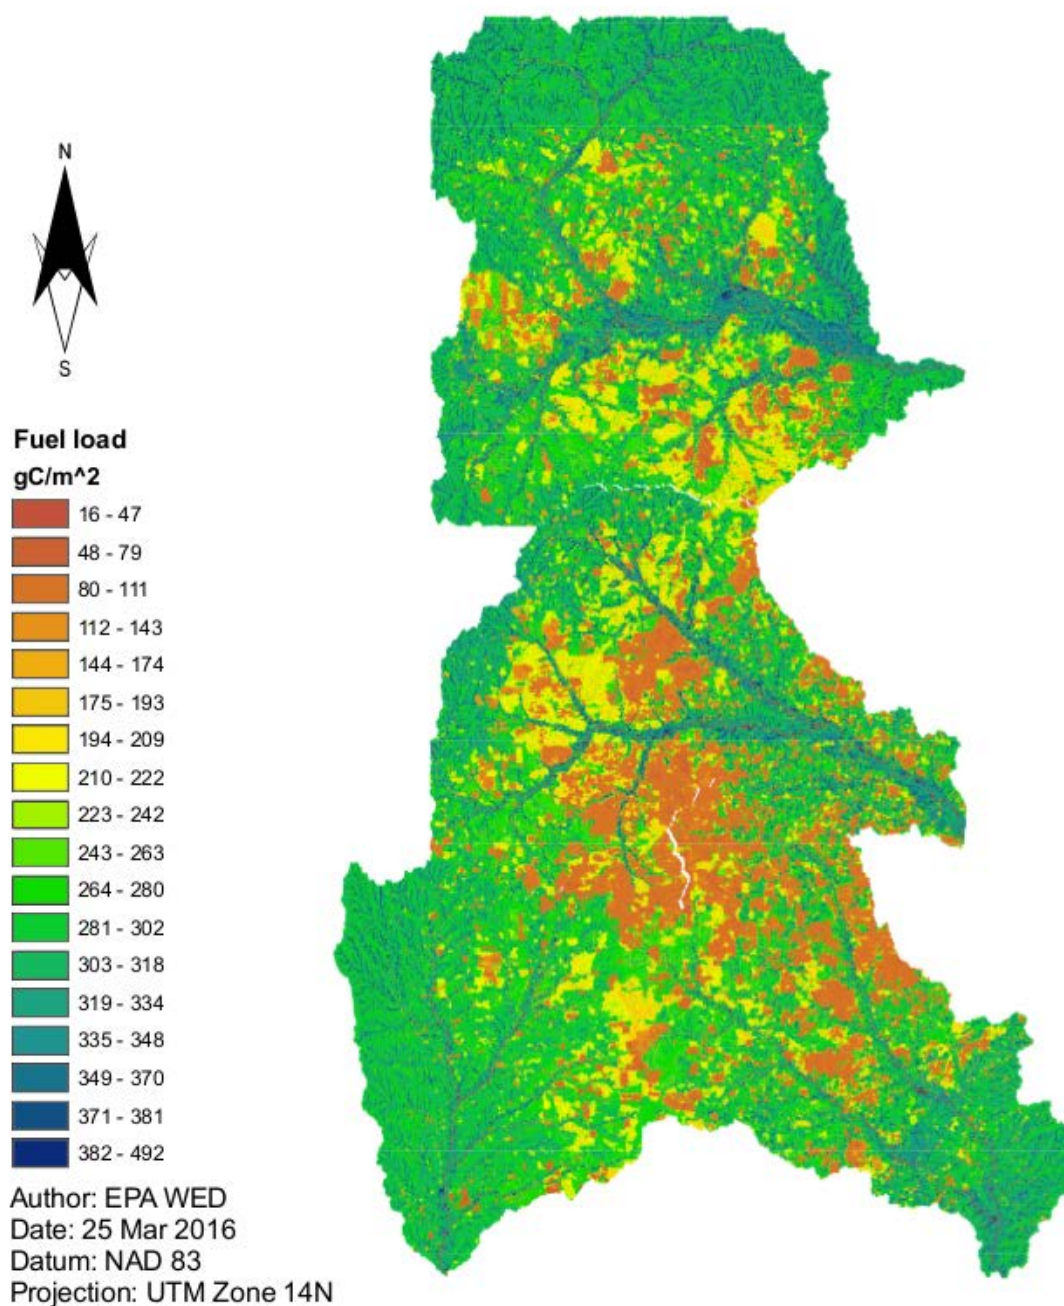 N
S
Fuel load
gC/m^2
16 - 47
48 - 79
80 - 111
112 - 143
144 - 174
175 - 193
194 - 209
210 - 222
223 - 242
243 - 263
264 - 280
281 - 302
303 - 318
319 - 334
335 - 348
349 - 370
371 - 381
382 - 492
Author: EPA WED
Date: 25 Mar 2016
Datum: NAD 83
Projection: UTM Zone 14N